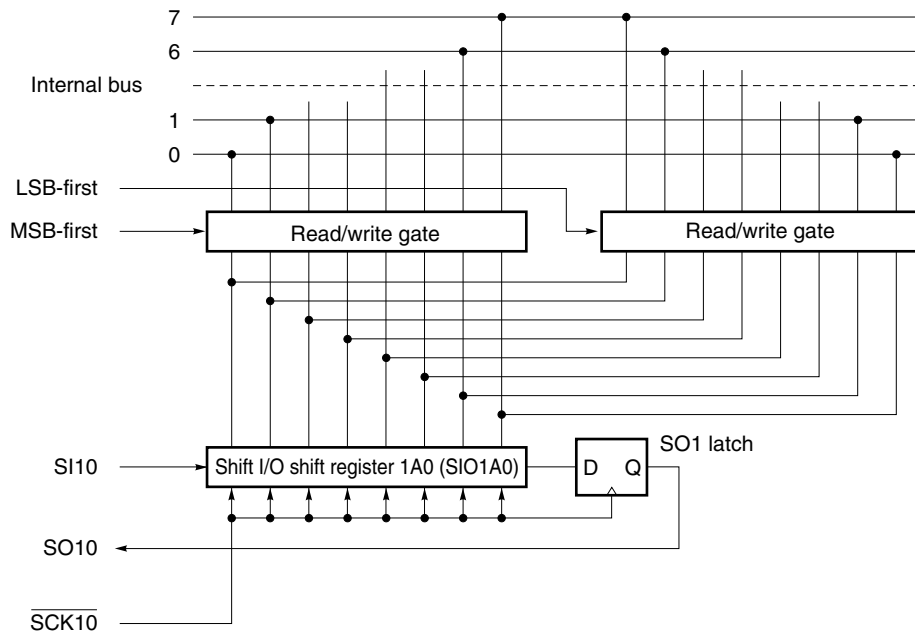 7
6
Internal bus
1
0
LSB-first
MSB-first
Read/write gate
Read/write gate
SO1 latch
SI10
Shift I/O shift register 1A0 (SIO1A0)
D Q
SO10
SCK10